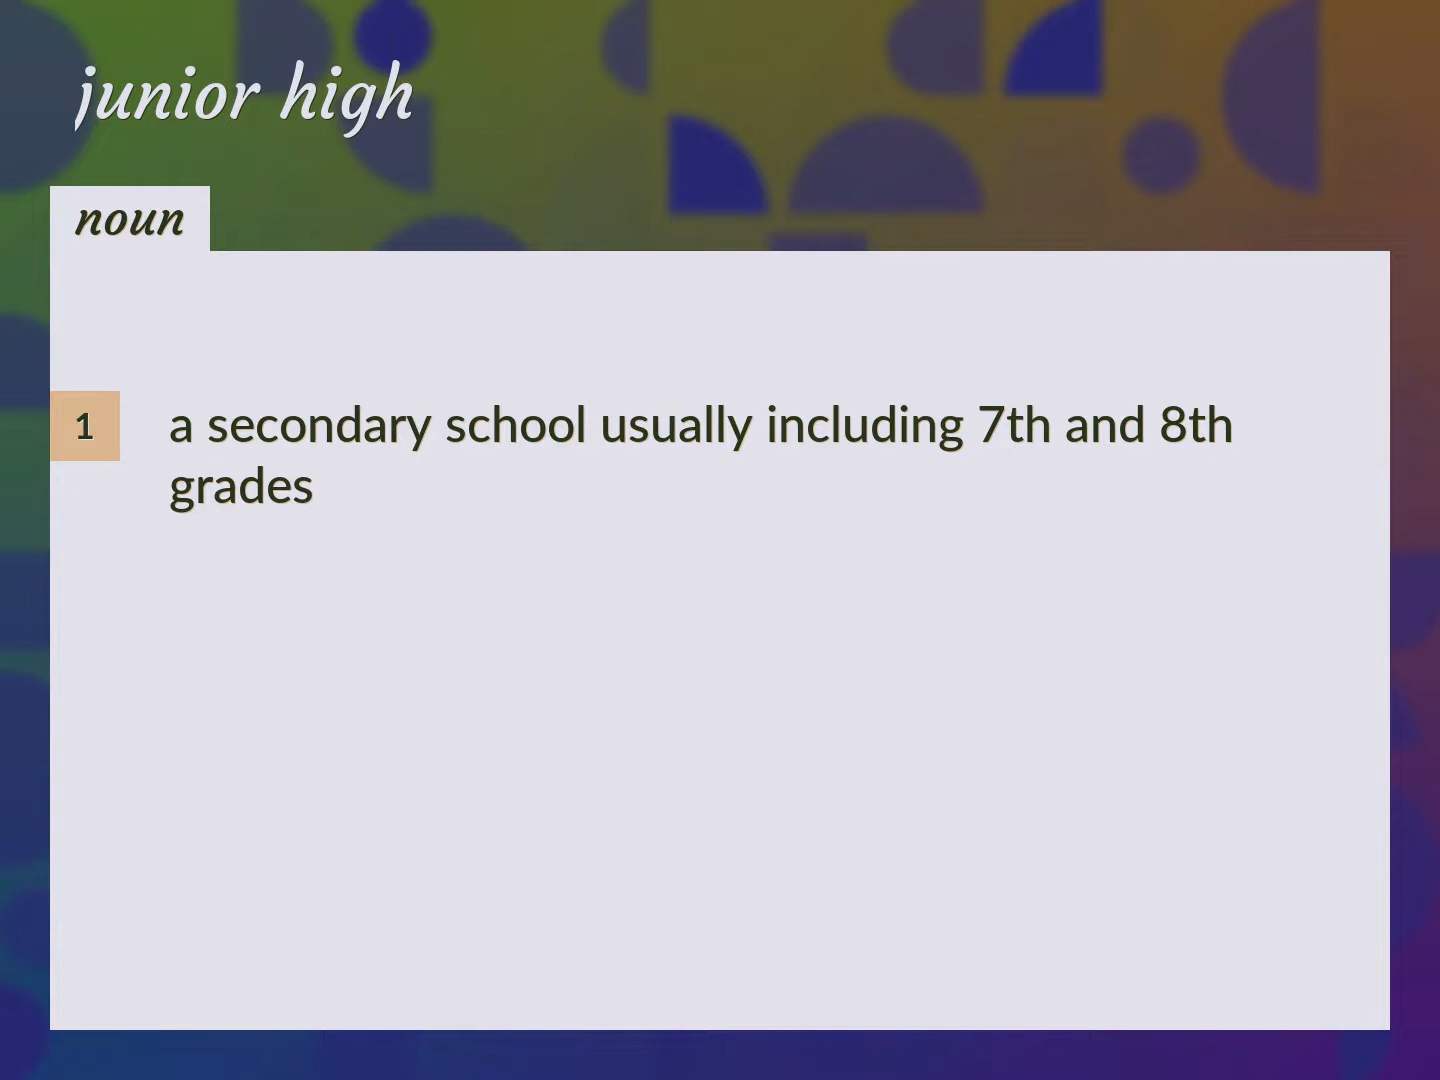 junior high
noun
1 a secondary school usually including 7th and 8th
grades